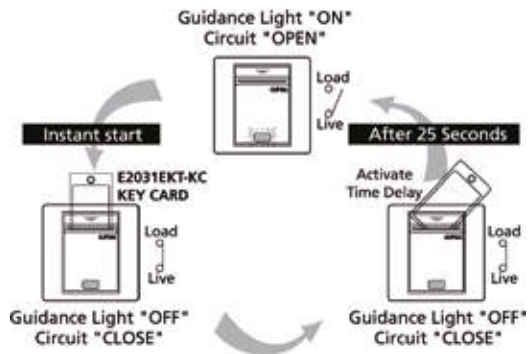 Guidance Light "ON"
Circuit "OPEN"
Load
Live
Instant start
After 25 Seconds
E2031EKT-KC
KEY CARD
Load
Live
Guidance Light "OFF"
Circuit "CLOSE"
Activate
Time Delay
Load
Live
Guidance Light "OFF"
Circuit "CLOSE"